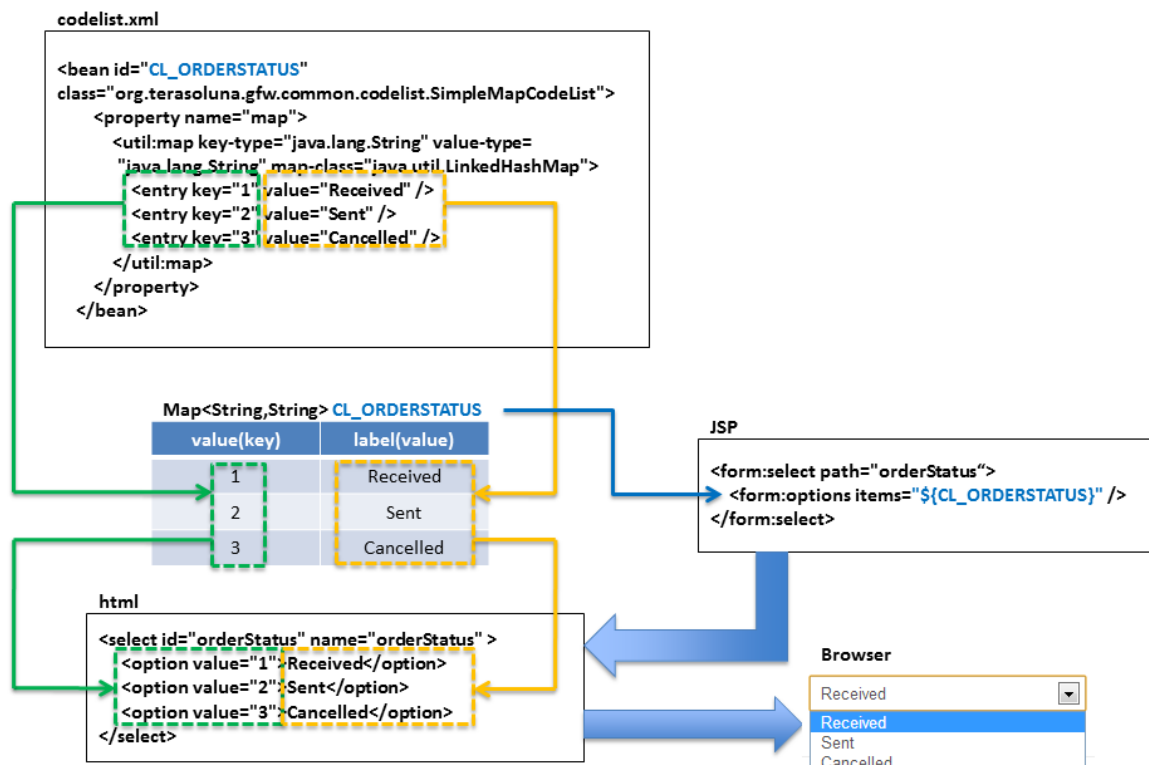 codelist.xml
<bean id="CL_ORDERSTATUS"
class="org.terasoluna.gfw.common.codelist.SimpleMapCodeList">
<property name="map">
<util:map key-type="java.lang.String" value-type=
"java.lang.String" map-class="java.util.LinkedHashMap">
<entry key="1" value="Received" />
<entry key="2" value="Sent" />
<entry key="3" value="Cancelled" />
</util:map>
</property>
</bean>
Map<String,String> CL_ORDERSTATUS
value(key) label(value)
1 Received
2 Sent
3 Cancelled
JSP
<form:select path="orderStatus“>
<form:options items="${CL_ORDERSTATUS}" />
</form:select>
html
<select id="orderStatus" name="orderStatus" >
<option value="1">Received</option>
<option value="2">Sent</option>
<option value="3">Cancelled</option>
</select>
Browser
Received
Received
Sent
Cancelled